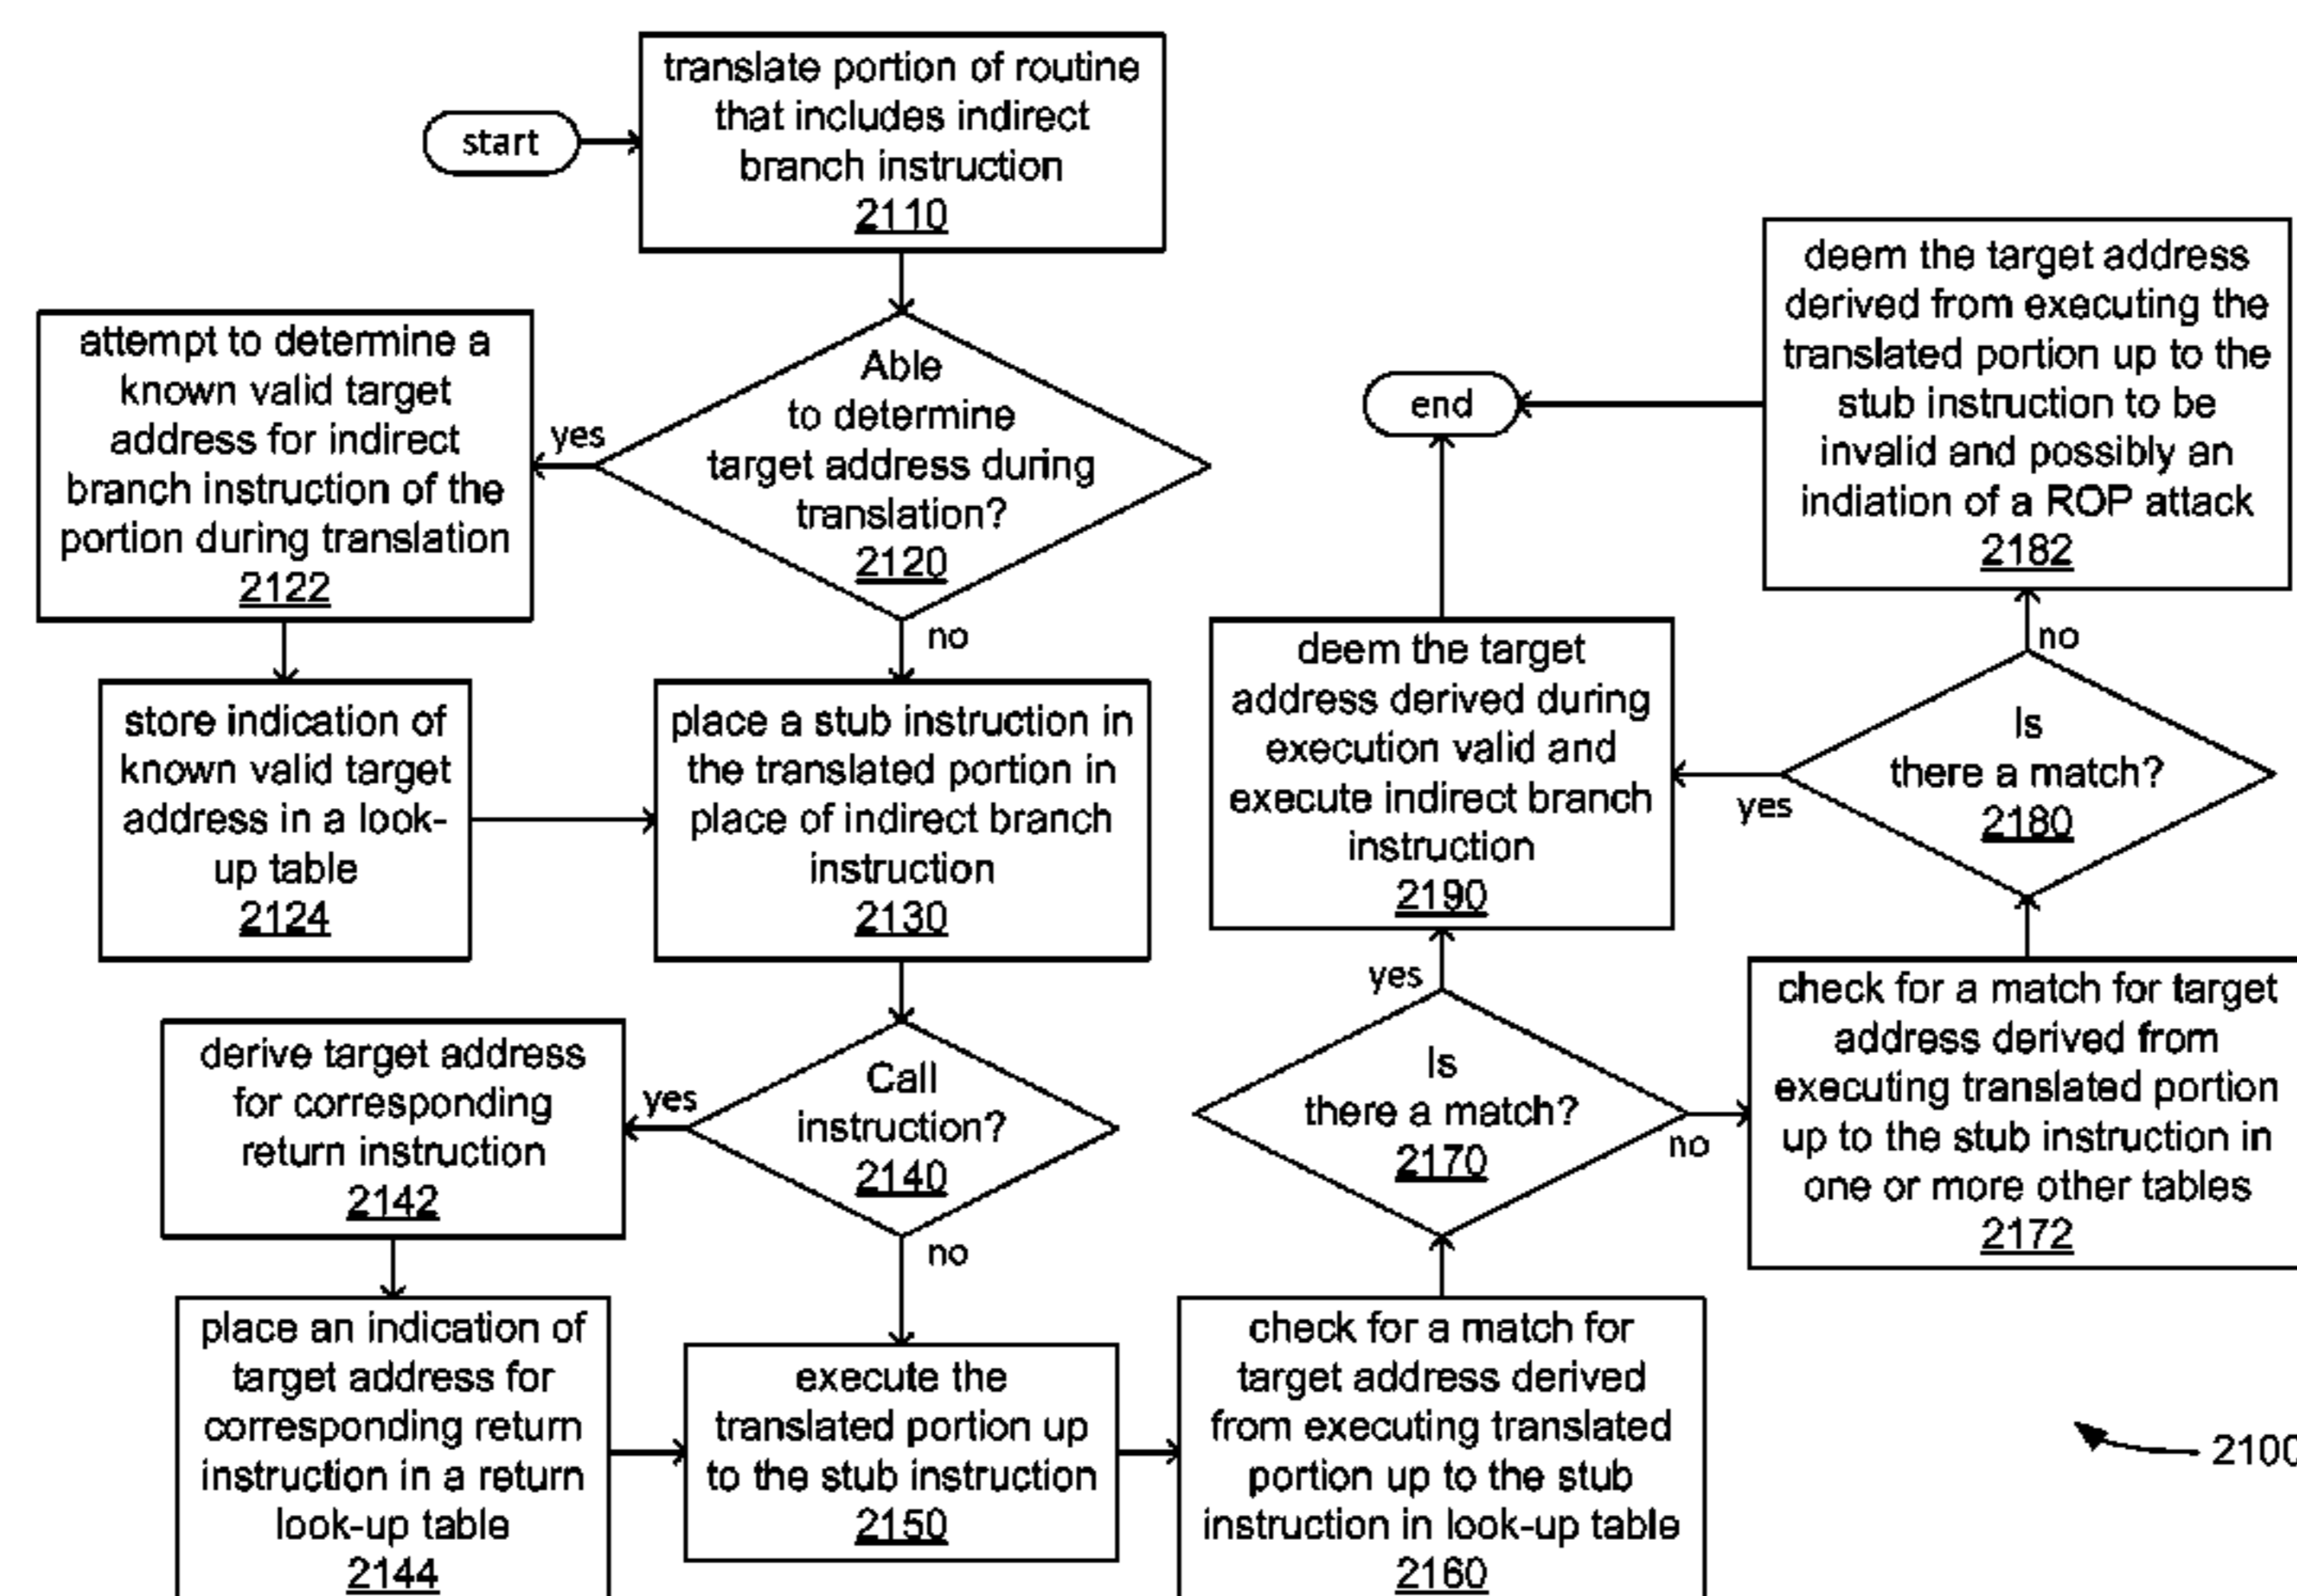 start
translate portion of routine
that includes indirect
branch instruction
2110
Able
to determine
target address during
translation?
2120
yes
no
attempt to determine a
known valid target
address for indirect
branch instruction of the
portion during translation
2122
store indication of
known valid target
address in a look-
up table
2124
place a stub instruction in
the translated portion in
place of indirect branch
instruction
2130
Call
instruction?
2140
yes
no
derive target address
for corresponding
return instruction
2142
place an indication of
target address for
corresponding return
instruction in a return
look-up table
2144
execute the
translated portion up
to the stub instruction
2150
check for a match for
target address derived
from executing translated
portion up to the stub
instruction in look-up table
2160
Is
there a match?
2170
yes
no
check for a match for target
address derived from
executing translated portion
up to the stub instruction in
one or more other tables
2172
Is
there a match?
2180
yes
no
deem the target address
derived from executing the
translated portion up to the
stub instruction to be
invalid and possibly an
indiation of a ROP attack
2182
deem the target
address derived during
execution valid and
execute indirect branch
instruction
2190
end
2100